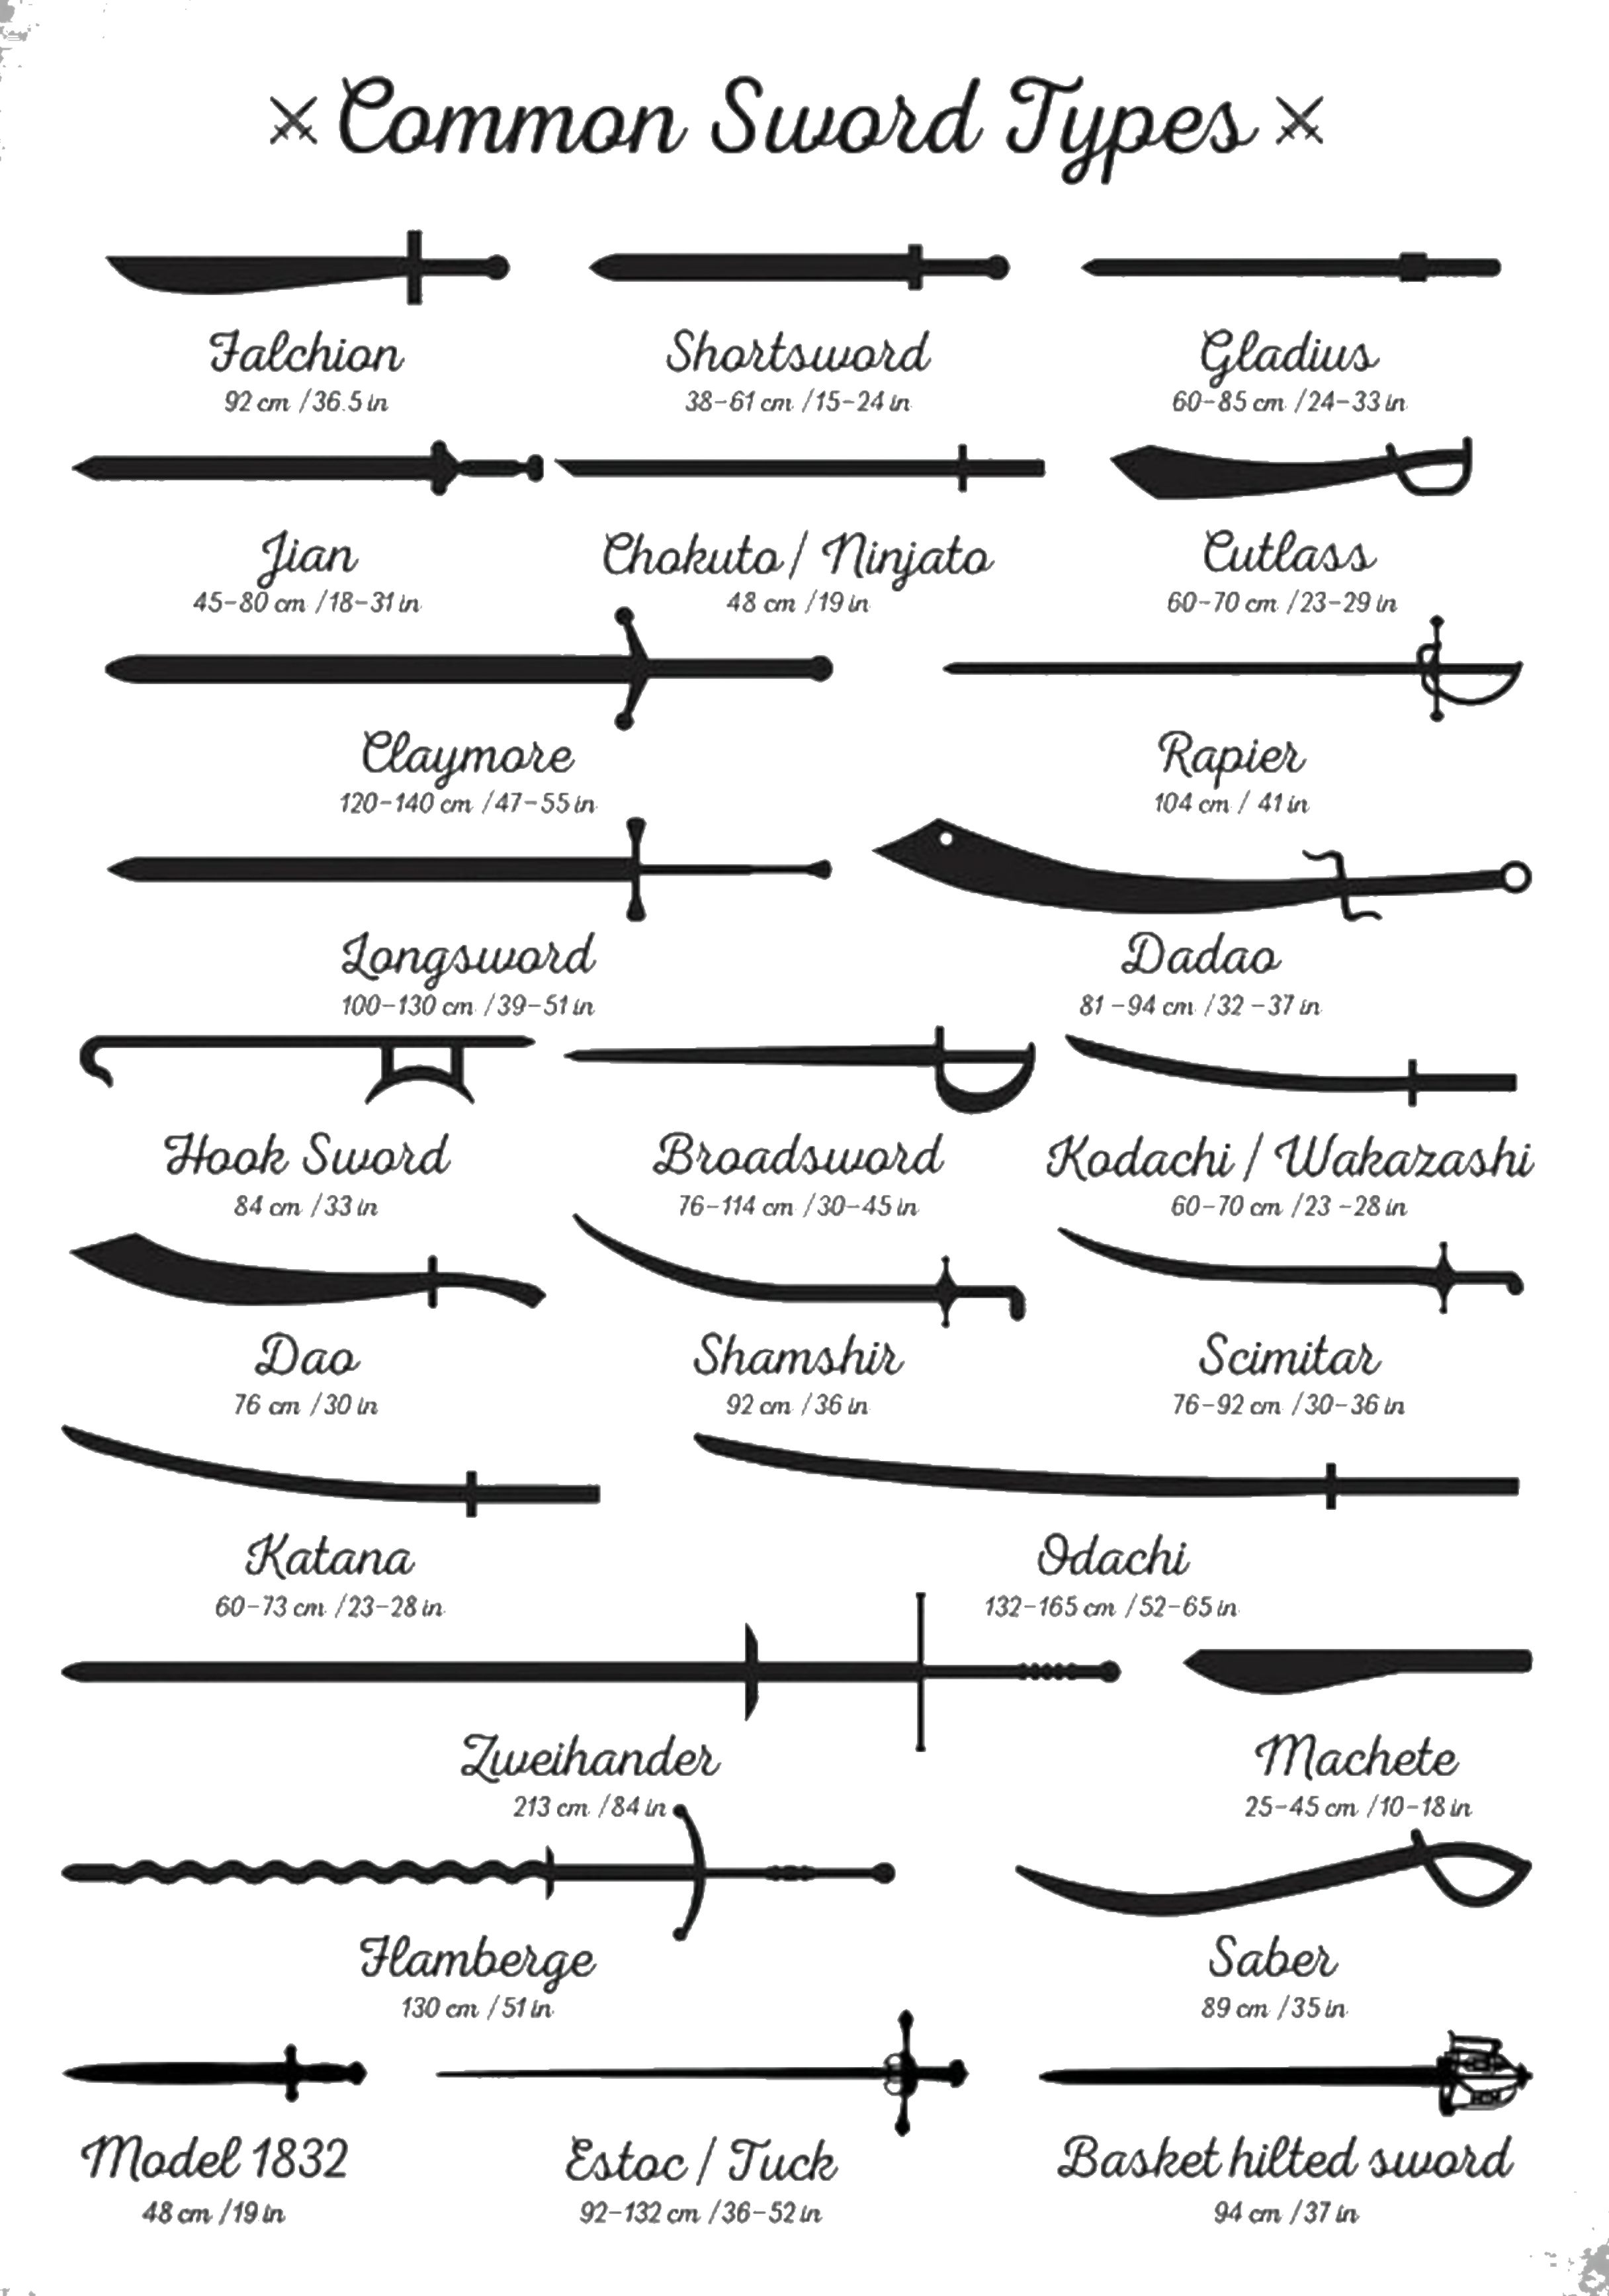 Common Sword Types
Falchion
92 cm /36.5 in
Shortsword
38-61 cm /15-24 in
Gladius
60-85 cm /24-33 in
Jian
45-80 cm /18-31 in
Chokuto/ Ninjato
48 cm /19 in
Cutlass
60-70 cm /23-29 in
Claymore
120-140 cm /47-55 in
Rapier
104 cm / 41 in
Longsword
100-130 cm /39-51 in
Dadao
81 -94 cm /32 -37 in
Hook Sword
84 cm /33 in
Broadsword
76-114 cm /30-45 in
Kodachi / Wakazashi
60-70 cm /23 -28 in
Dao
76 cm /30 in
Shamshir
92 cm /36 in
Scimitar
76-92 cm /30-36 in
Katana
60-73 cm /23-28 in
Odachi
132-165 cm /52-65 in
Zweihander
213 cm /84 in
Machete
25-45 cm /10-18 in
Flamberge
130 cm /51 in
Saber
89 cm /35 in
Model 1832
48 cm /19 in
Estoc / Tuck
92-132 cm /36-52 in
Basket hilted sword
94 cm /37 in